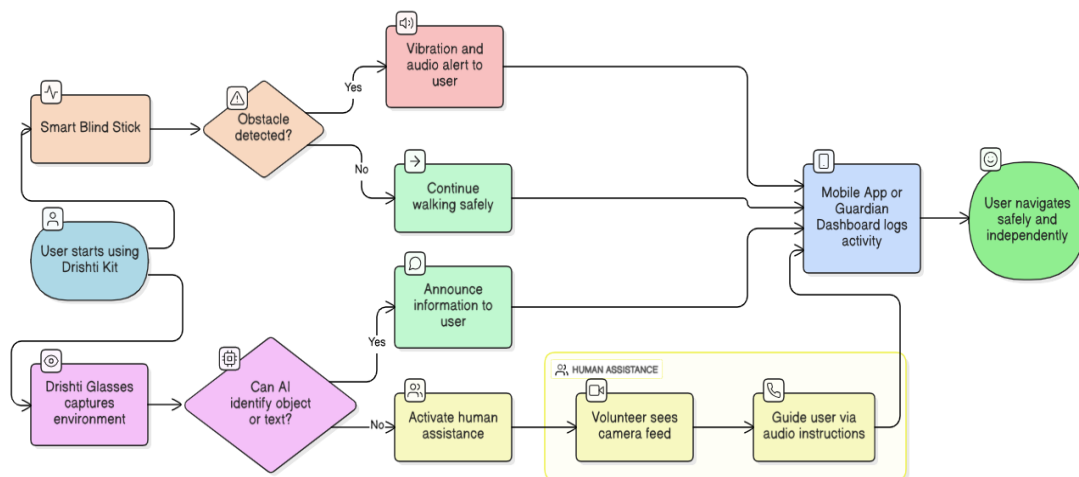 Vibration and
audio alert to
user
Yes
Smart Blind Stick
Obstacle
detected?
No
Continue
walking safely
User starts using
Drishti Kit
Mobile App or
Guardian
Dashboard logs
activity
User navigates
safely and
independently
Announce
information to
user
Yes
Drishti Glasses
captures
environment
Can AI
identify object
or text?
No
Activate human
assistance
HUMAN ASSISTANCE
Volunteer sees
camera feed
Guide user via
audio instructions